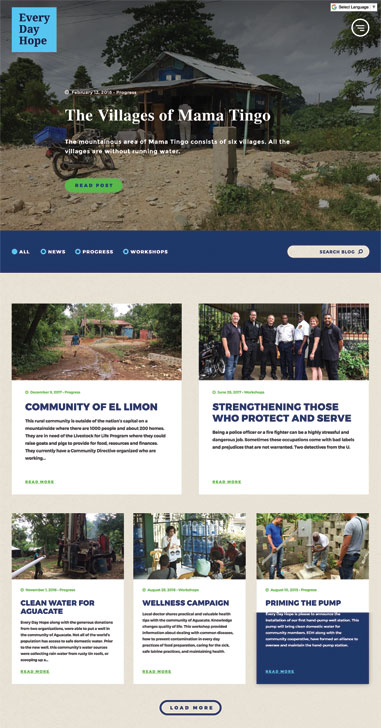 Every
Day
Hope
Select Language
February 13, 2018 • Progress
The Villages of Mama Tingo
The mountainous area of Mama Tingo consists of six villages. All the
villages are without running water.
READ POST
ALL
NEWS
PROGRESS
WORKSHOPS
SEARCH BLOG
December 5, 2017 • Progress
COMMUNITY OF EL LIMON
This rural community is outside of the nation's capital on a
mountainside where there are 1000 people and about 200 homes.
They are in need of the Livestock for Life Program where they could
raise goats and pigs to provide for food, resources and finances.
They currently have a Community Directive organized who are
working...
READ MORE
June 25, 2017 • Workshops
STRENGTHENING THOSE
WHO PROTECT AND SERVE
Being a police officer or a fire fighter can be a highly stressful and
dangerous job. Sometimes these occupations come with bad labels
and prejudices that are not warranted. Two detectives from the U.
READ MORE
November 1, 2016 • Progress
CLEAN WATER FOR
AGUACATE
Every Day Hope along with the generous donations
from two organizations, were able to put a well in
the community of Aguacate. Not all of the world's
population has access to safe domestic water. Prior
to the new well, this community's water sources
were collecting rain water from rusty tin roofs, or
scooping up s...
READ MORE
August 29, 2016 • Workshops
WELLNESS CAMPAIGN
Local doctor shares practical and valuable health
tips with the community of Aguacate. Knowledge
changes quality of life. This workshop provided
information about dealing with common diseases,
how to prevent contamination in every day
practices of food preparation, caring for the sick,
safe latrine practices, and maintaining health.
READ MORE
August 10, 2015 • Progress
PRIMING THE PUMP
Every Day Hope is pleased to announce the
installation of our first hand-pump well station. This
pump will bring clean domestic water for
community members. EDH along with the
community cooperative, have formed an alliance to
oversee and maintain the hand-pump station.
READ MORE
LOAD MORE